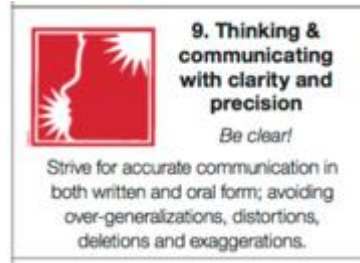 9. Thinking &
communicating
with clarity and
precision
Be clear!
Strive for accurate communication in
both written and oral form; avoiding
over-generalizations, distortions,
deletions and exaggerations.